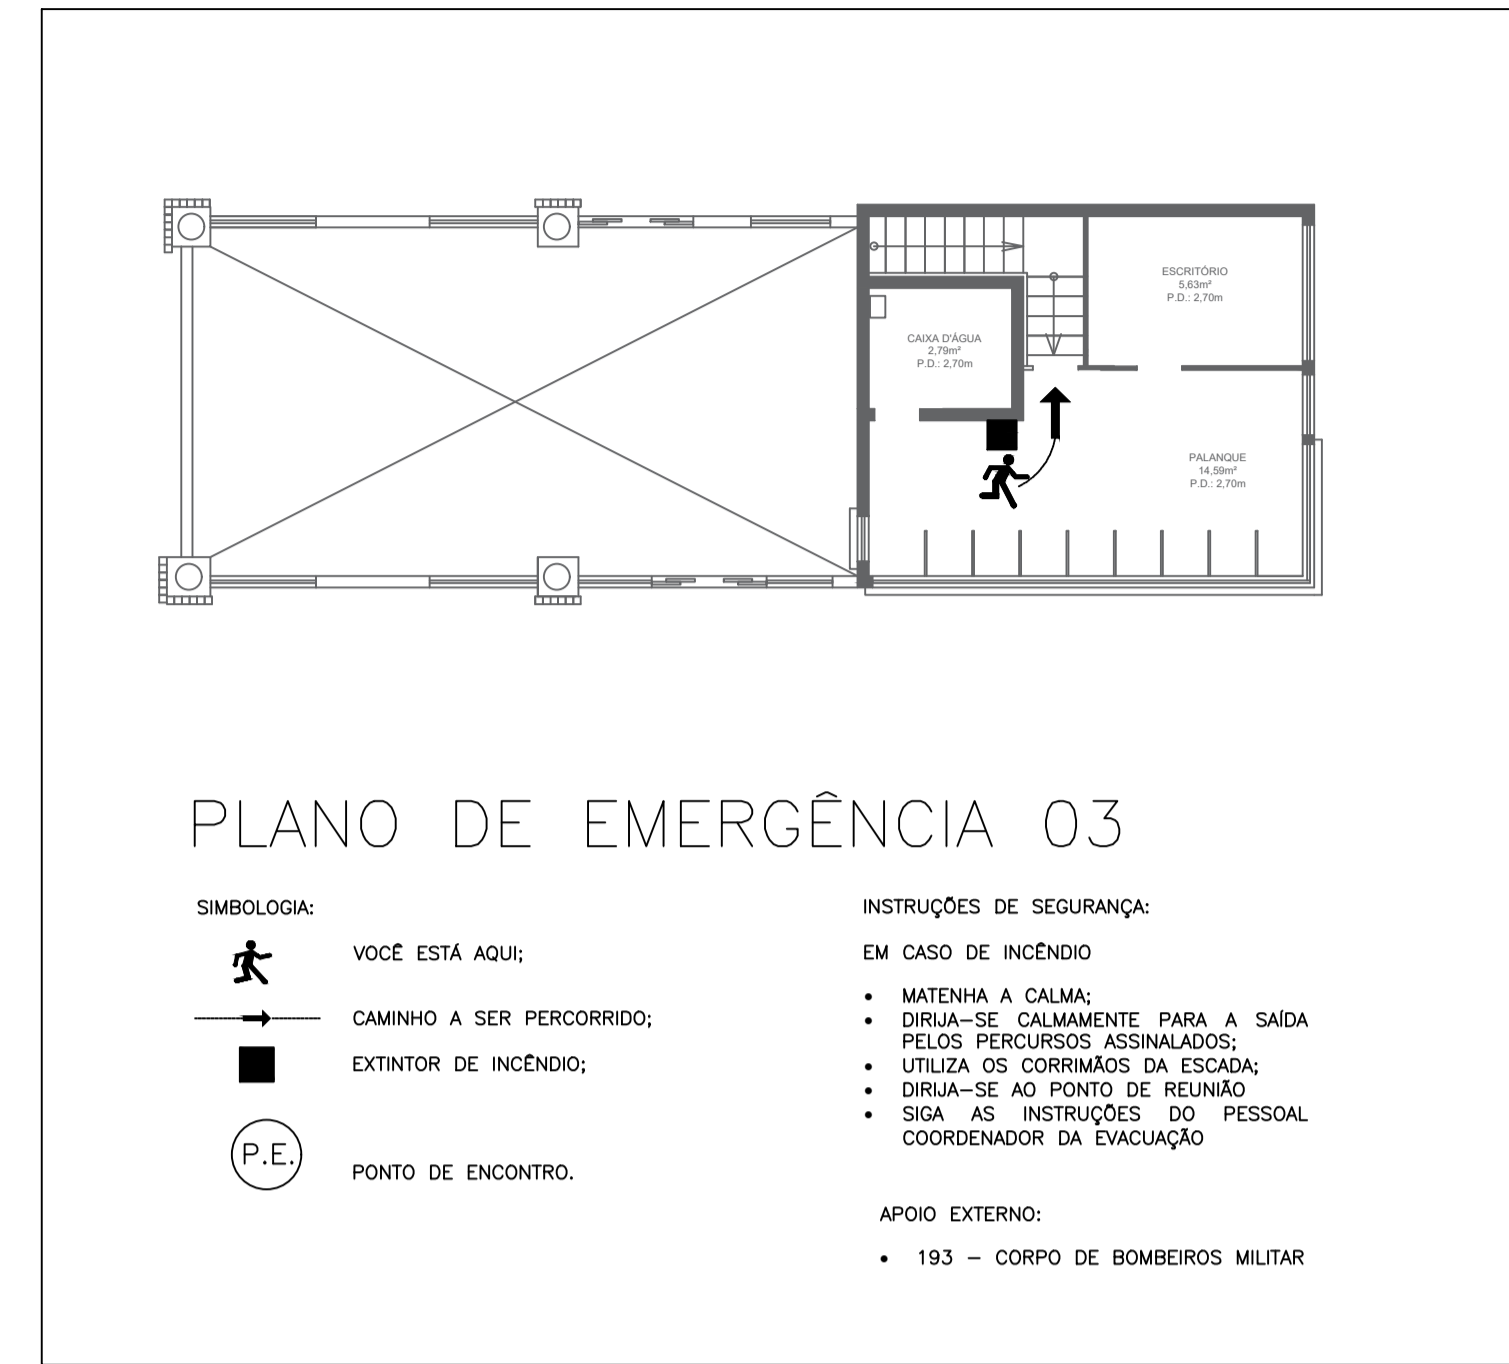 ESCRITÓRIO
5,63m²
P.D.: 2,70m
CAIXA D'ÁGUA
2,79m²
P.D.: 2,70m
PALANQUE
14,59m²
P.D.: 2,70m
PLANO DE EMERGÊNCIA 03
SIMBOLOGIA:
VOCÊ ESTÁ AQUI;
CAMINHO A SER PERCORRIDO;
EXTINTOR DE INCÊNDIO;
P.E.
PONTO DE ENCONTRO.
INSTRUÇÕES DE SEGURANÇA:
EM CASO DE INCÊNDIO
• MATENHA A CALMA;
• DIRIJA-SE CALMAMENTE PARA A SAÍDA
PELOS PERCURSOS ASSINALADOS;
• UTILIZA OS CORRIMÃOS DA ESCADA;
• DIRIJA-SE AO PONTO DE REUNIÃO
• SIGA AS INSTRUÇÕES DO PESSOAL
COORDENADOR DA EVACUAÇÃO
APOIO EXTERNO:
• 193 – CORPO DE BOMBEIROS MILITAR